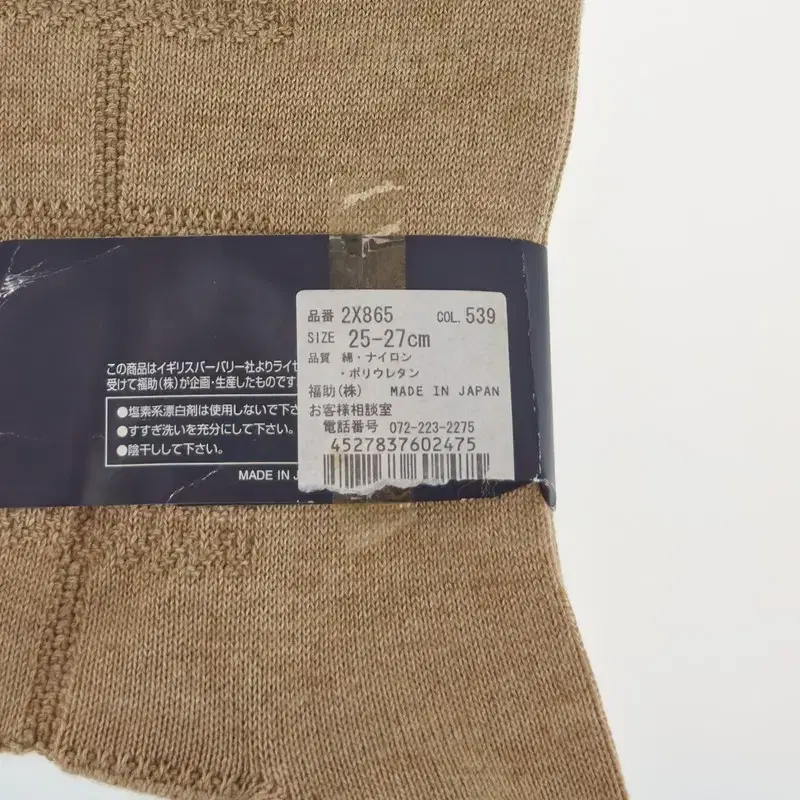 この商品はイギリスバーバリー社よりライセ
受けて福助(株)が企画・生産したものです
●塩素系漂白剤は使用しないで下さ
●すすぎ洗いを充分にして下さい。
●陰干しして下さい。
MADE IN J
品番 2X865 COL. 539
SIZE 25-27cm
品質 綿・ナイロン
・ポリウレタン
福助(株) MADE IN JAPAN
お客様相談室
電話番号 072-223-2275
4527837602475